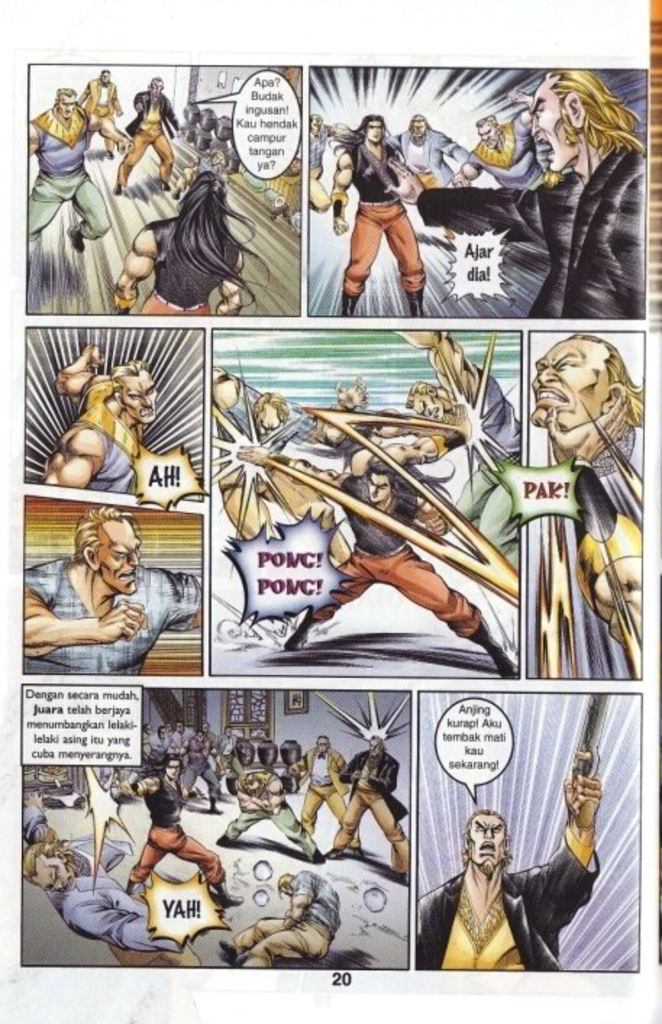 Apa?
Budak
ingusan!
Kau hendak
campur
tangan
ya?
Ajar
dia!
AH!
PONG!
PONG!
PAK!
Dengan secara mudah,
Juara telah berjaya
menumbangkan lelaki-
lelaki asing itu yang
cuba menyerangnya.
YAH!
Anjing
kurap! Aku
tembak mati
kau
sekarang!
20